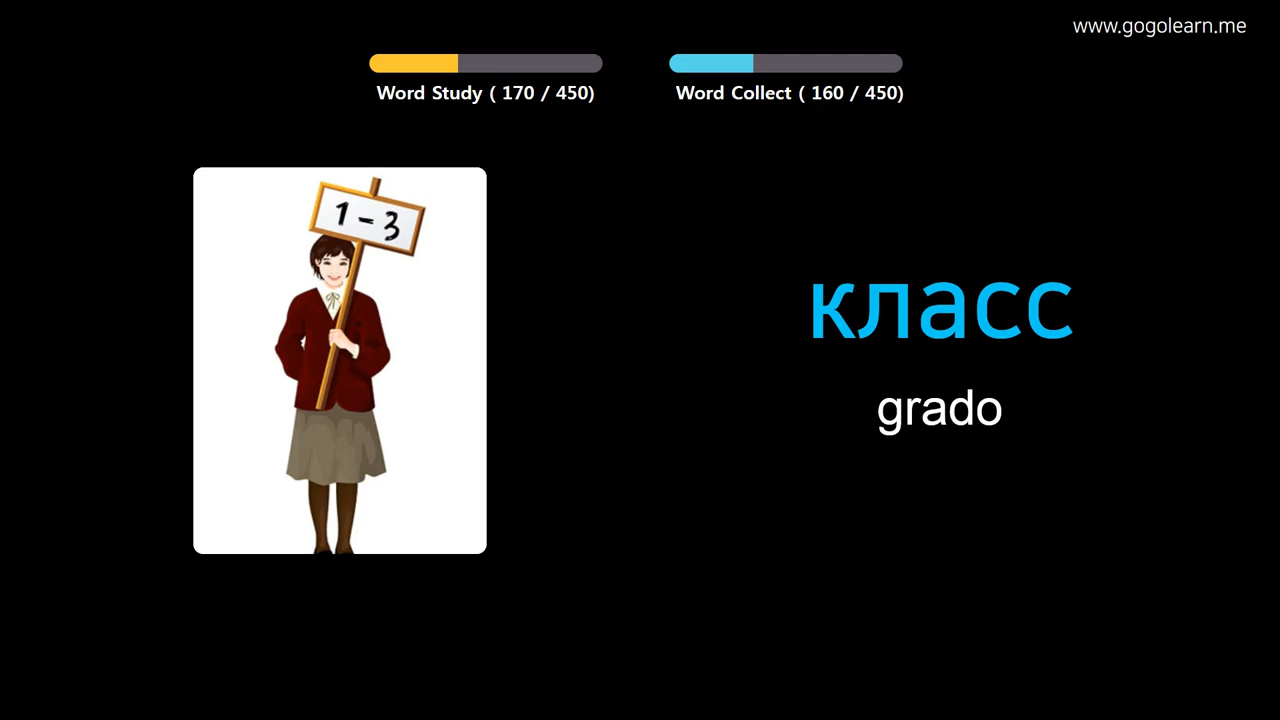 www.gogolearn.me
Word Study ( 170 / 450)
Word Collect ( 160 / 450)
1 - 3
класс
grado